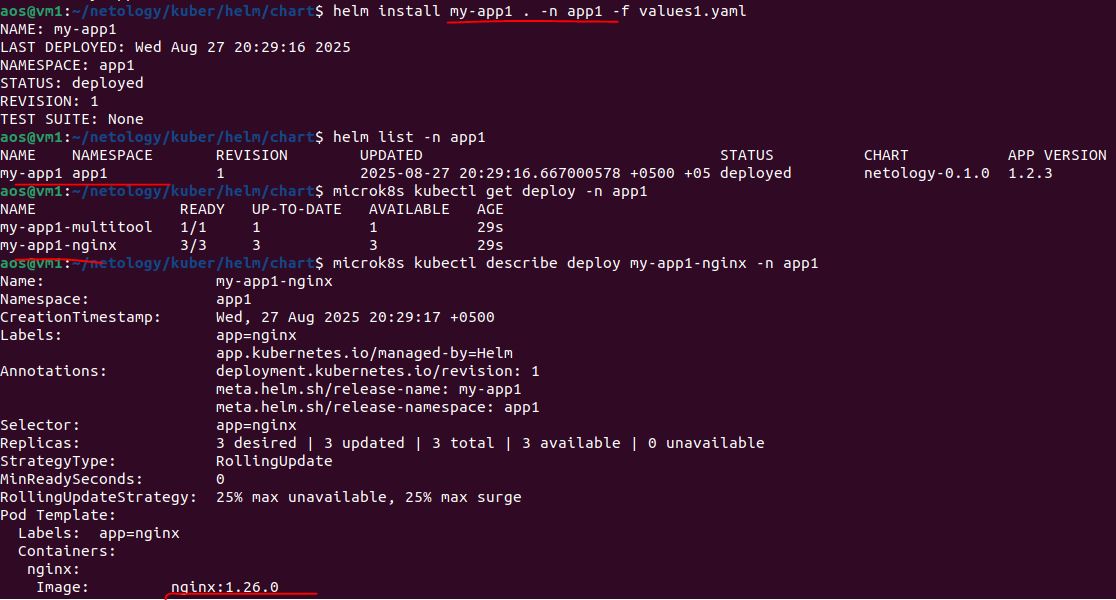 aos@vm1:~/netology/kuber/helm/chart$ helm install my-app1 . -n app1 -f values1.yaml
NAME: my-app1
LAST DEPLOYED: Wed Aug 27 20:29:16 2025
NAMESPACE: app1
STATUS: deployed
REVISION: 1
TEST SUITE: None
aos@vm1:~/netology/kuber/helm/chart$ helm list -n app1
NAME    NAMESPACE       REVISION        UPDATED                                 STATUS          CHART           APP VERSION
my-app1 app1            1               2025-08-27 20:29:16.667000578 +0500 +05 deployed        netology-0.1.0  1.2.3
aos@vm1:~/netology/kuber/helm/chart$ microk8s kubectl get deploy -n app1
NAME                READY   UP-TO-DATE   AVAILABLE   AGE
my-app1-multitool   1/1     1            1           29s
my-app1-nginx       3/3     3            3           29s
aos@vm1:~/netology/kuber/helm/chart$ microk8s kubectl describe deploy my-app1-nginx -n app1
Name:                   my-app1-nginx
Namespace:              app1
CreationTimestamp:      Wed, 27 Aug 2025 20:29:17 +0500
Labels:                 app=nginx
                        app.kubernetes.io/managed-by=Helm
Annotations:            deployment.kubernetes.io/revision: 1
                        meta.helm.sh/release-name: my-app1
                        meta.helm.sh/release-namespace: app1
Selector:               app=nginx
Replicas:               3 desired | 3 updated | 3 total | 3 available | 0 unavailable
StrategyType:           RollingUpdate
MinReadySeconds:        0
RollingUpdateStrategy:  25% max unavailable, 25% max surge
Pod Template:
  Labels:  app=nginx
  Containers:
   nginx:
    Image:         nginx:1.26.0